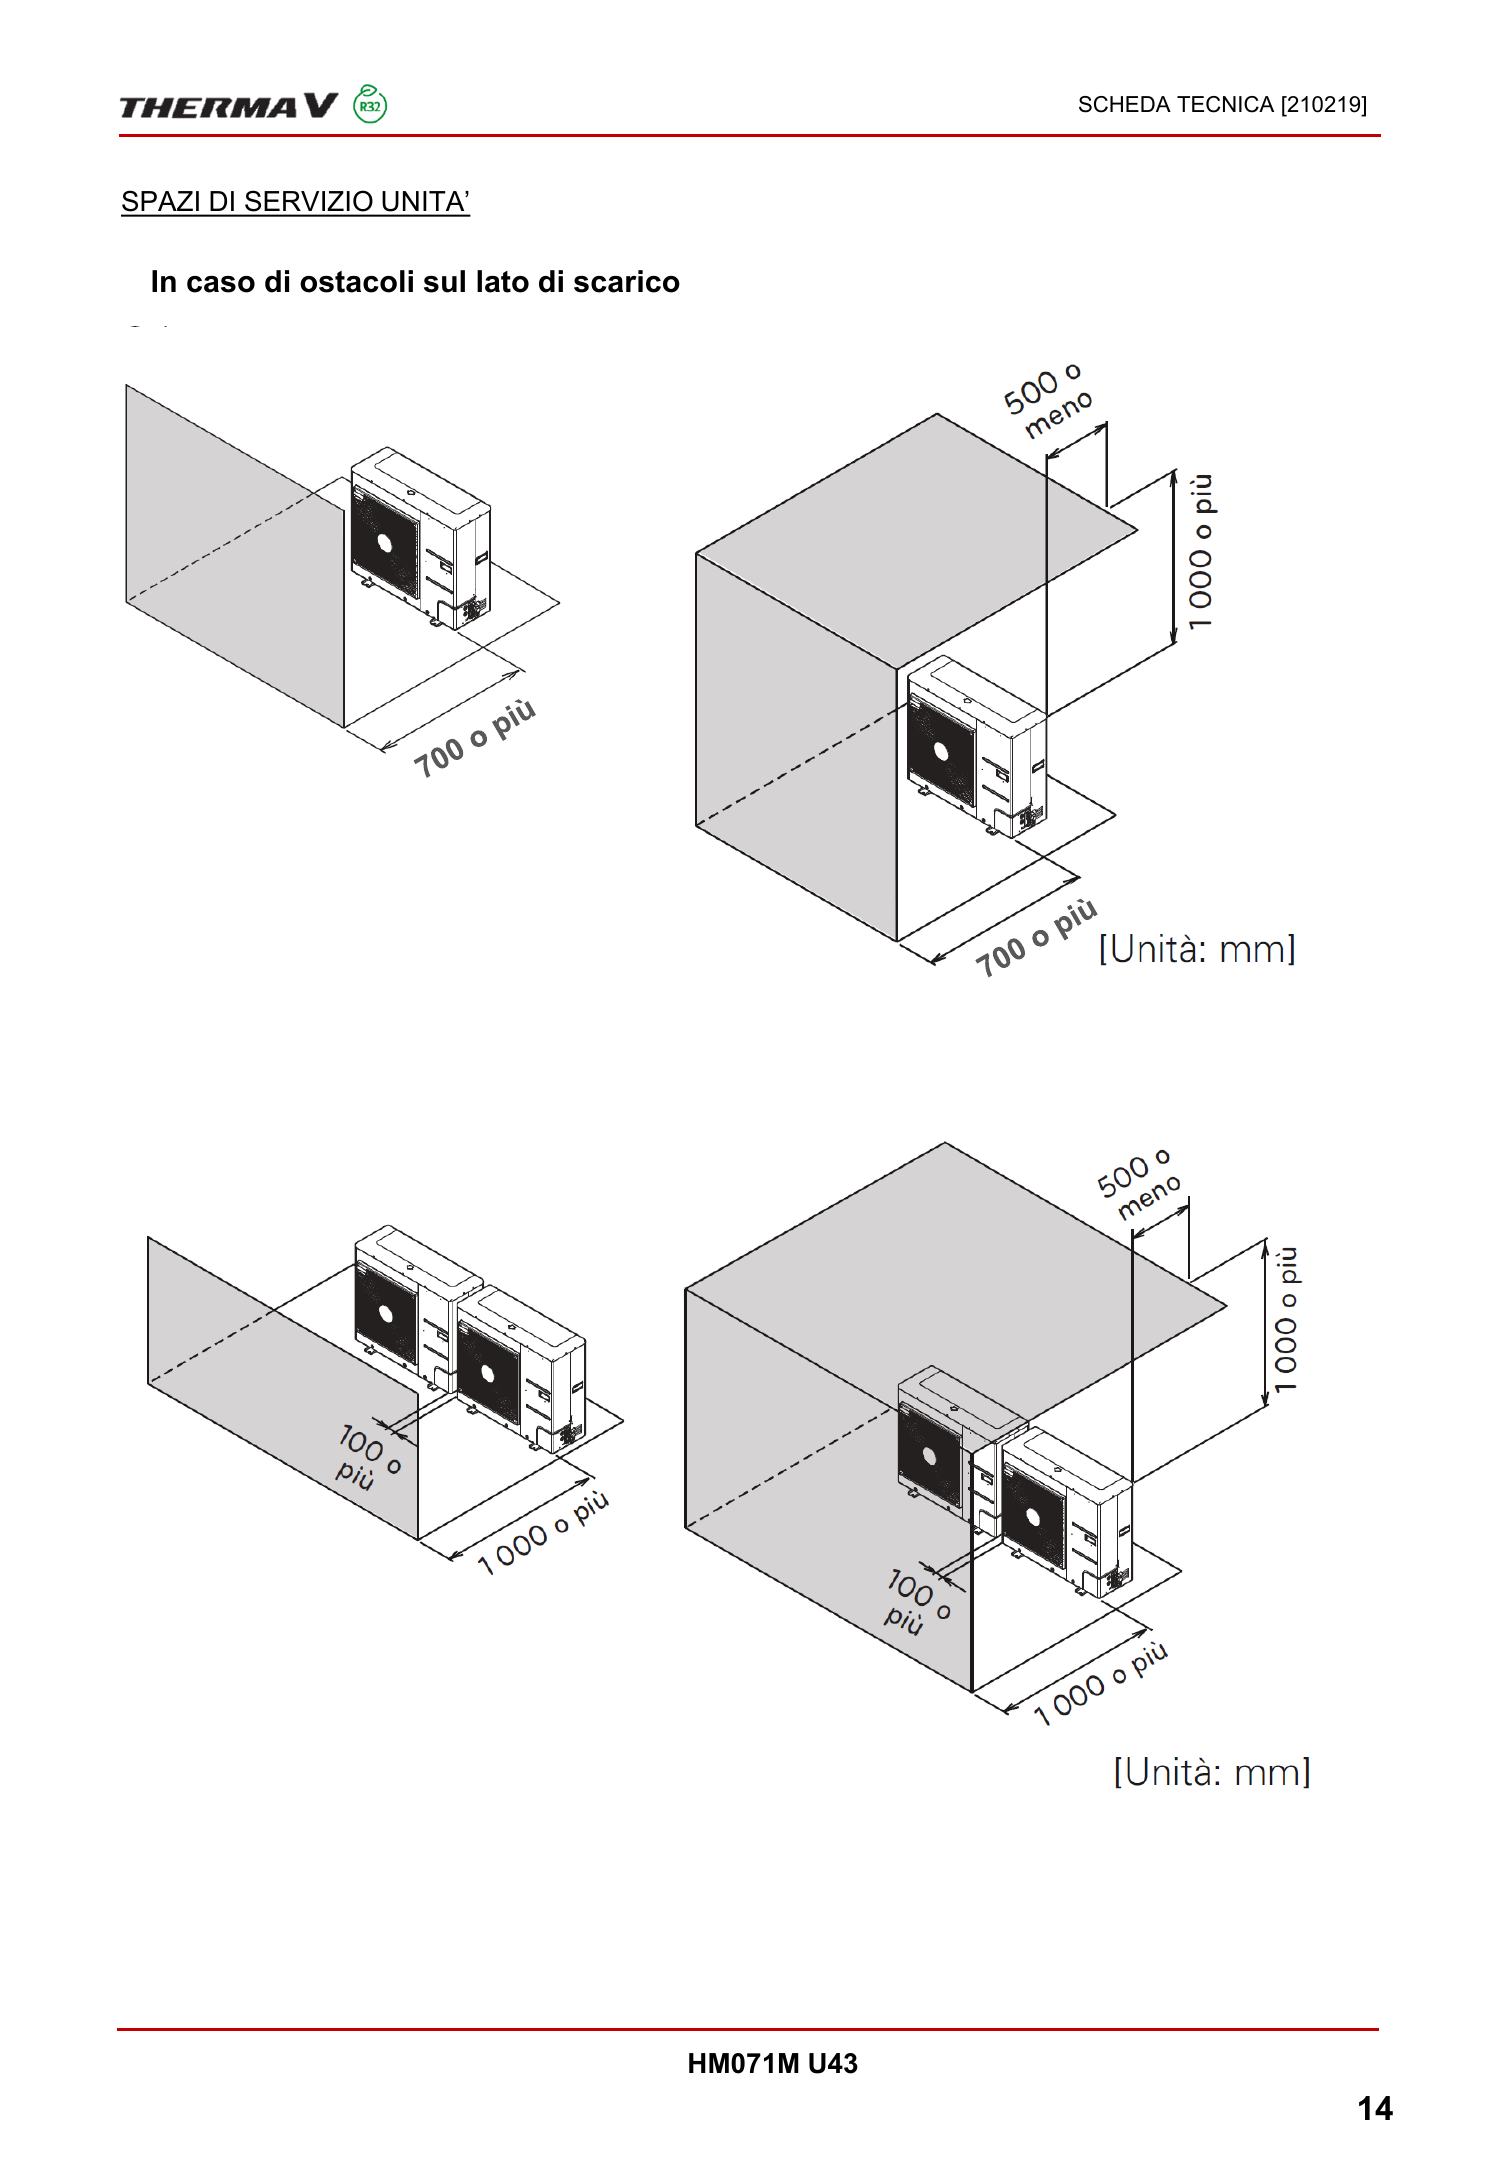 THERMA V R32
SCHEDA TECNICA [210219]
SPAZI DI SERVIZIO UNITA’
In caso di ostacoli sul lato di scarico
500 o
meno
1 000 o più
700 o più
700 o più
[Unità: mm]
500 o
meno
1 000 o più
100 o
più
1 000 o più
100 o
più
1 000 o più
[Unità: mm]
HM071M U43
14